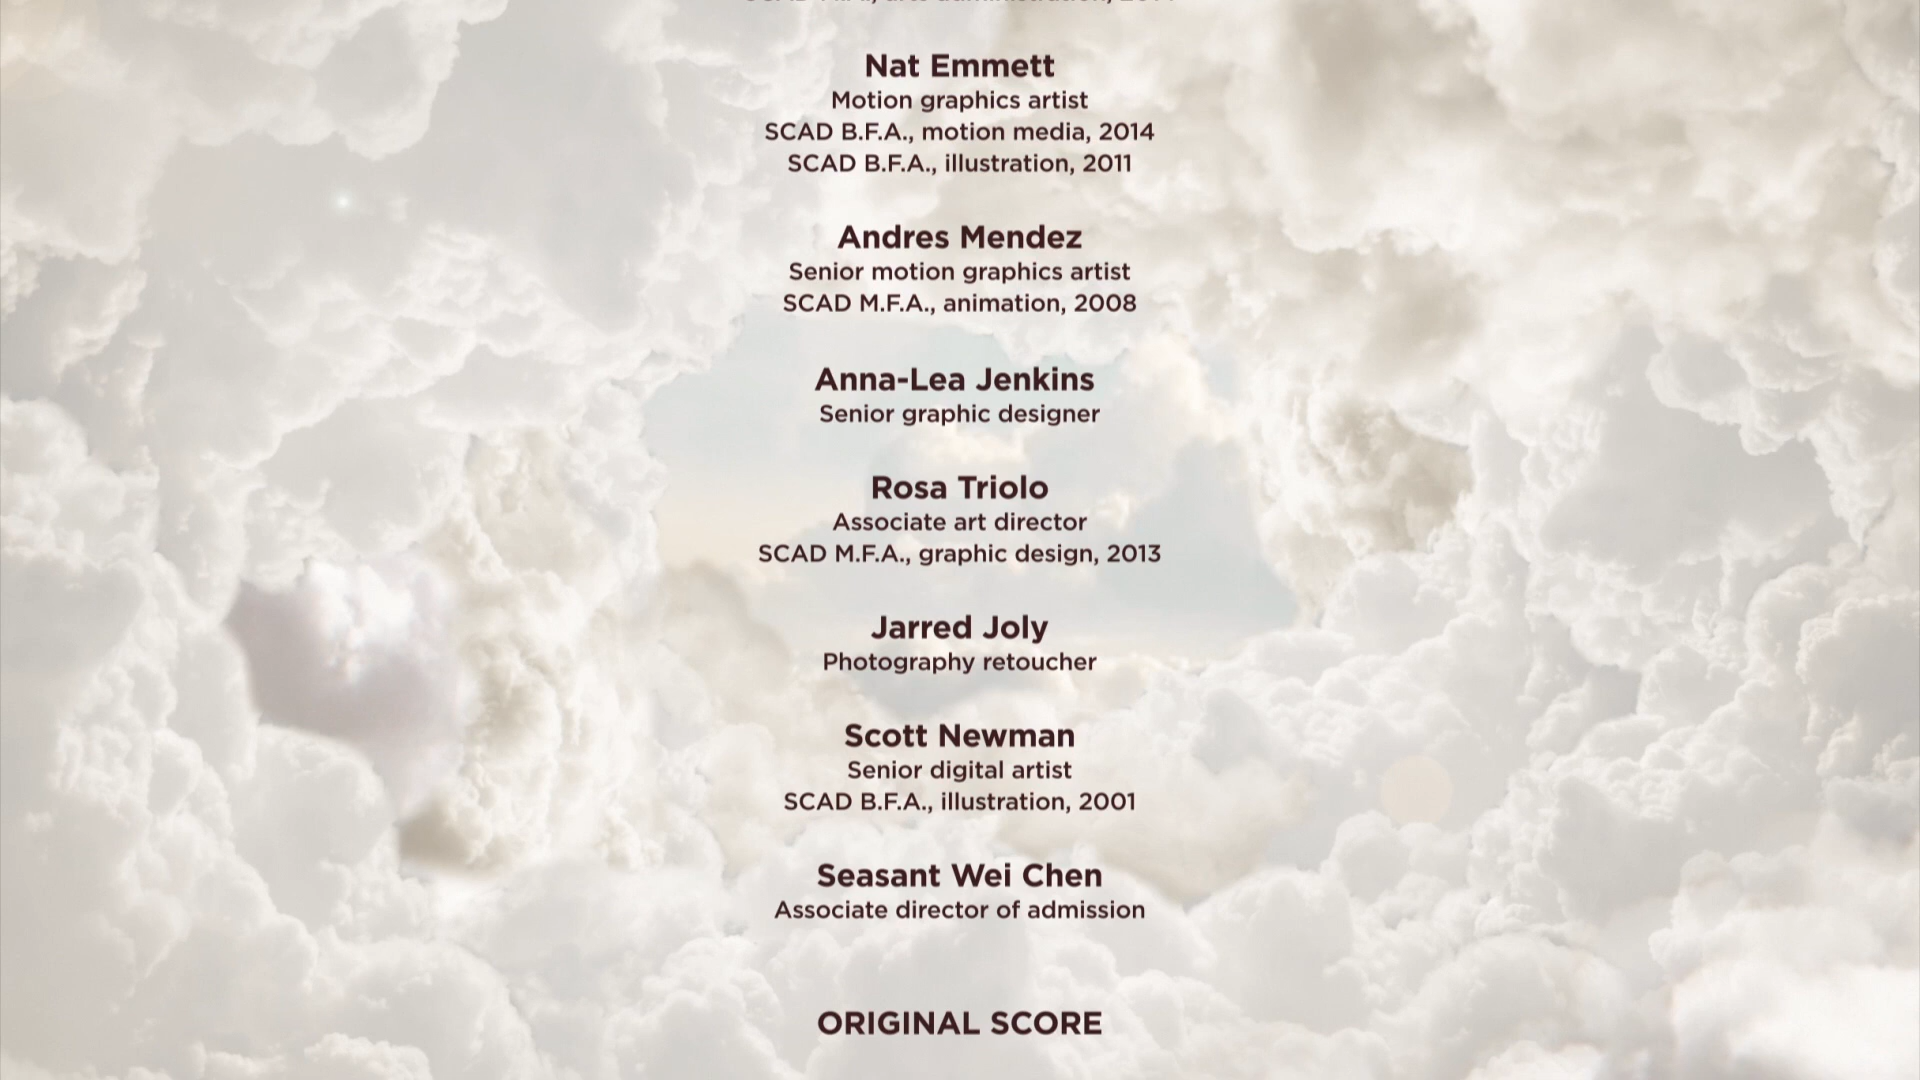 Nat Emmett
Motion graphics artist
SCAD B.F.A., motion media, 2014
SCAD B.F.A., illustration, 2011
Andres Mendez
Senior motion graphics artist
SCAD M.F.A., animation, 2008
Anna-Lea Jenkins
Senior graphic designer
Rosa Triolo
Associate art director
SCAD M.F.A., graphic design, 2013
Jarred Joly
Photography retoucher
Scott Newman
Senior digital artist
SCAD B.F.A., illustration, 2001
Seasant Wei Chen
Associate director of admission
ORIGINAL SCORE